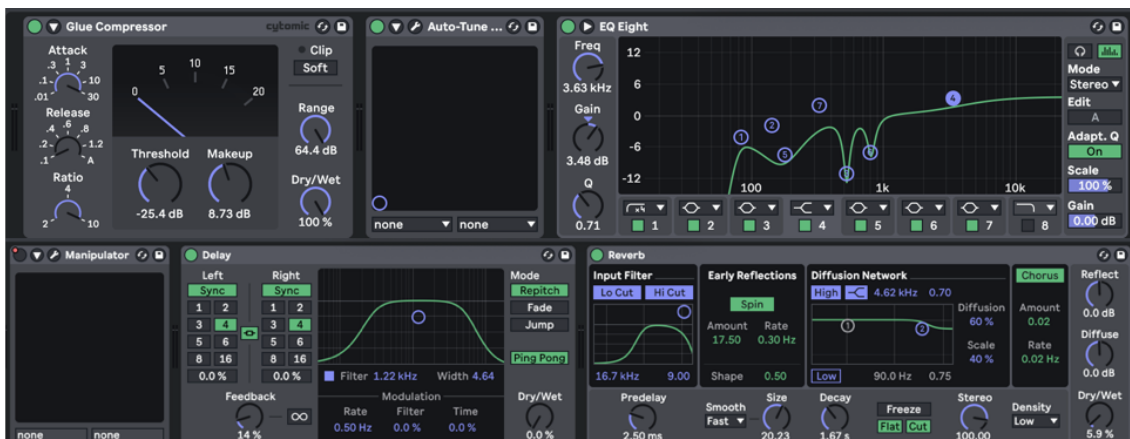 Glue Compressor
cytomic
Attack
.3 1 3
.1 10
.01 30
Release
.4 .6 .8
.2 1.2
.1 A
Ratio
4
2 10
0 5 10 15 20
Threshold
-25.4 dB
Makeup
8.73 dB
Clip
Soft
Range
64.4 dB
Dry/Wet
100 %
Auto-Tune ...
none
none
EQ Eight
Freq
3.63 kHz
Gain
3.48 dB
Q
0.71
12
6
0
-6
-12
100 1k 10k
1 2 7 5 4
x4
1 2 3 4 5 6 7 8
Mode
Stereo
Edit
A
Adapt. Q
On
Scale
100 %
Gain
0.00 dB
Manipulator
none
none
Delay
Left
Sync
1 2
3 4
5 6
8 16
0.0 %
Right
Sync
1 2
3 4
5 6
8 16
0.0 %
Feedback
14 %
∞
Filter 1.22 kHz Width 4.64
Modulation
Rate Filter Time
0.50 Hz 0.0 % 0.0 %
Mode
Repitch
Fade
Jump
Ping Pong
Dry/Wet
0.0 %
Reverb
Input Filter
Lo Cut Hi Cut
16.7 kHz 9.00
Early Reflections
Spin
Amount Rate
17.50 0.30 Hz
Shape 0.50
Diffusion Network
High 4.62 kHz 0.70
1 2
Low 90.0 Hz 0.75
Diffusion
60 %
Scale
40 %
Chorus
Amount
0.02
Rate
0.02 Hz
Reflect
0.0 dB
Diffuse
0.0 dB
Dry/Wet
5.9 %
Predelay
2.50 ms
Smooth
Fast
Size
20.23
Decay
1.67 s
Freeze
Flat Cut
Stereo
100.00
Density
Low